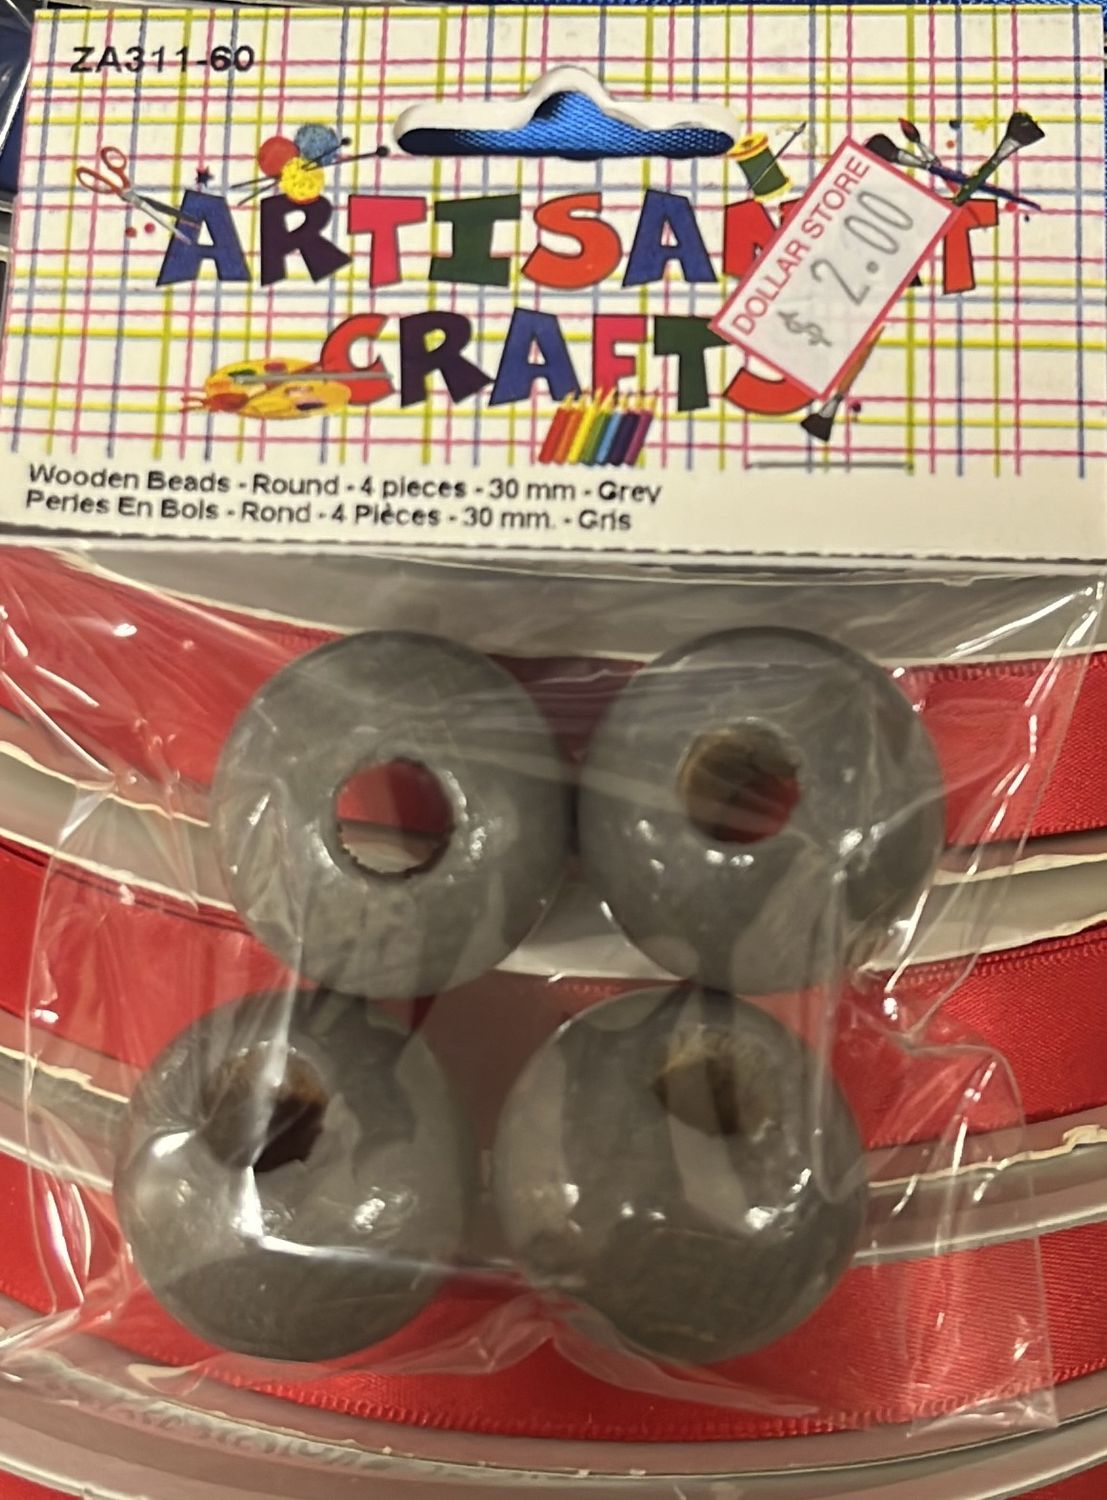 ZA311-60
ARTISANAT
CRAFTS
DOLLAR STORE
$ 2.00
Wooden Beads - Round - 4 pieces - 30 mm - Grey
Perles En Bois - Rond - 4 Pièces - 30 mm. - Gris